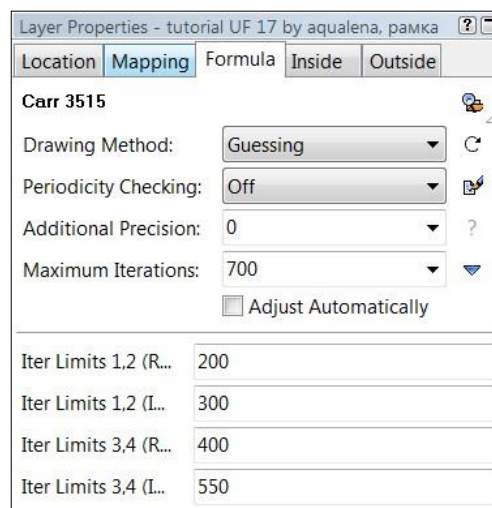 Layer Properties - tutorial UF 17 by aqualena, рамка ?
Location Mapping Formula Inside Outside
Carr 3515
Drawing Method: Guessing
Periodicity Checking: Off
Additional Precision: 0 ?
Maximum Iterations: 700
Adjust Automatically
Iter Limits 1,2 (R... 200
Iter Limits 1,2 (I... 300
Iter Limits 3,4 (R... 400
Iter Limits 3,4 (I... 550